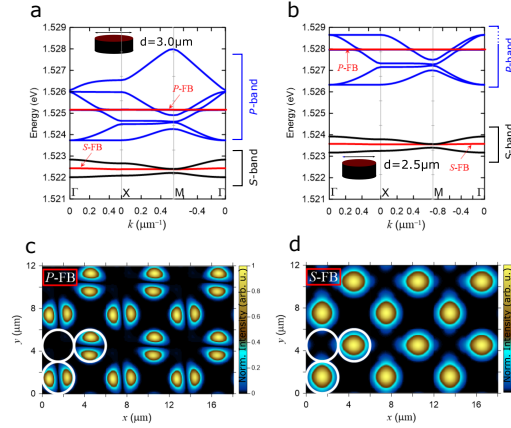 a
b
1.529
1.528
1.527
1.526
1.525
1.524
1.523
1.522
1.521
Energy (eV)
d=3.0µm
P-FB
S-FB
P-band
S-band
Γ X M Γ
0 0.4 0 0.4 0.8 0.4 0
k (µm⁻¹)
1.529
1.528
1.527
1.526
1.525
1.524
1.523
1.522
1.521
Energy (eV)
P-FB
S-FB
d=2.5µm
P-band
S-band
Γ X M Γ
0 0.4 0 0.4 -0.8 -0.4 0
k (µm⁻¹)
c
P-FB
12
8
4
0
y (µm)
0 4 8 12 16
x (µm)
1
0.8
0.6
0.4
0.2
0
Norm. Intensity (arb. u.)
d
S-FB
12
8
4
0
y (µm)
0 4 8 12 16
x (µm)
Norm. Intensity (arb. u.)